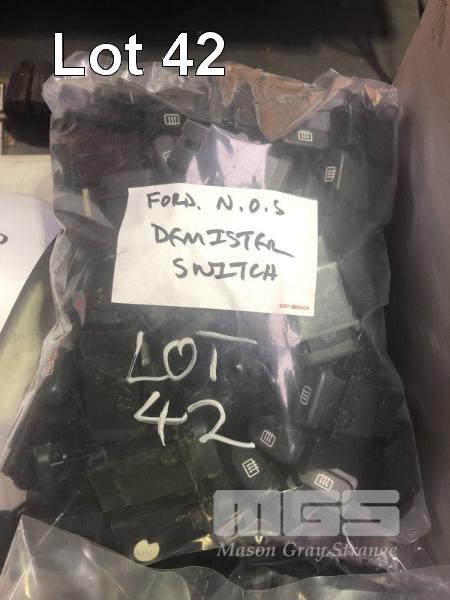 Lot 42
FORD. N.O.S
DEMISTER
SWITCH
LOT
42
MGS
Mason Gray Strange